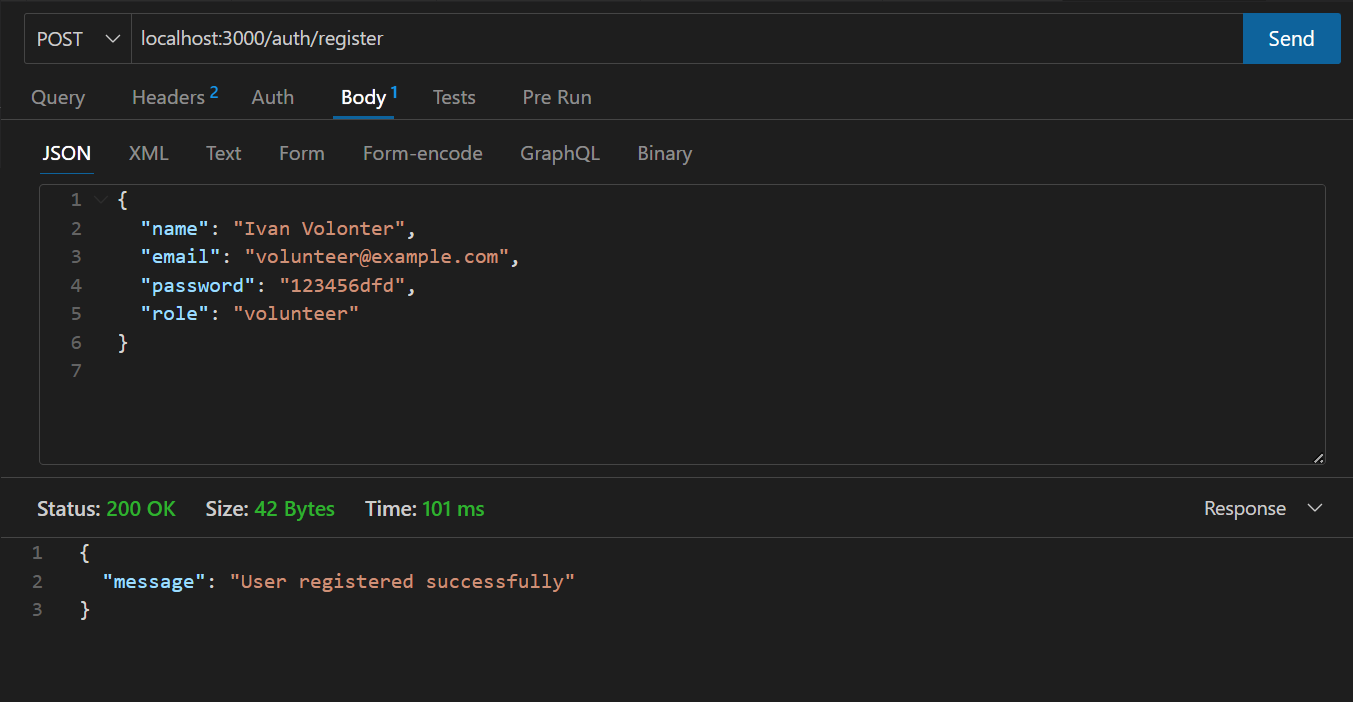 POST localhost:3000/auth/register Send
Query Headers 2 Auth Body 1 Tests Pre Run
JSON XML Text Form Form-encode GraphQL Binary
1 {
2 "name": "Ivan Volonter",
3 "email": "volunteer@example.com",
4 "password": "123456dfd",
5 "role": "volunteer"
6 }
7
Status: 200 OK Size: 42 Bytes Time: 101 ms Response
1 {
2 "message": "User registered successfully"
3 }